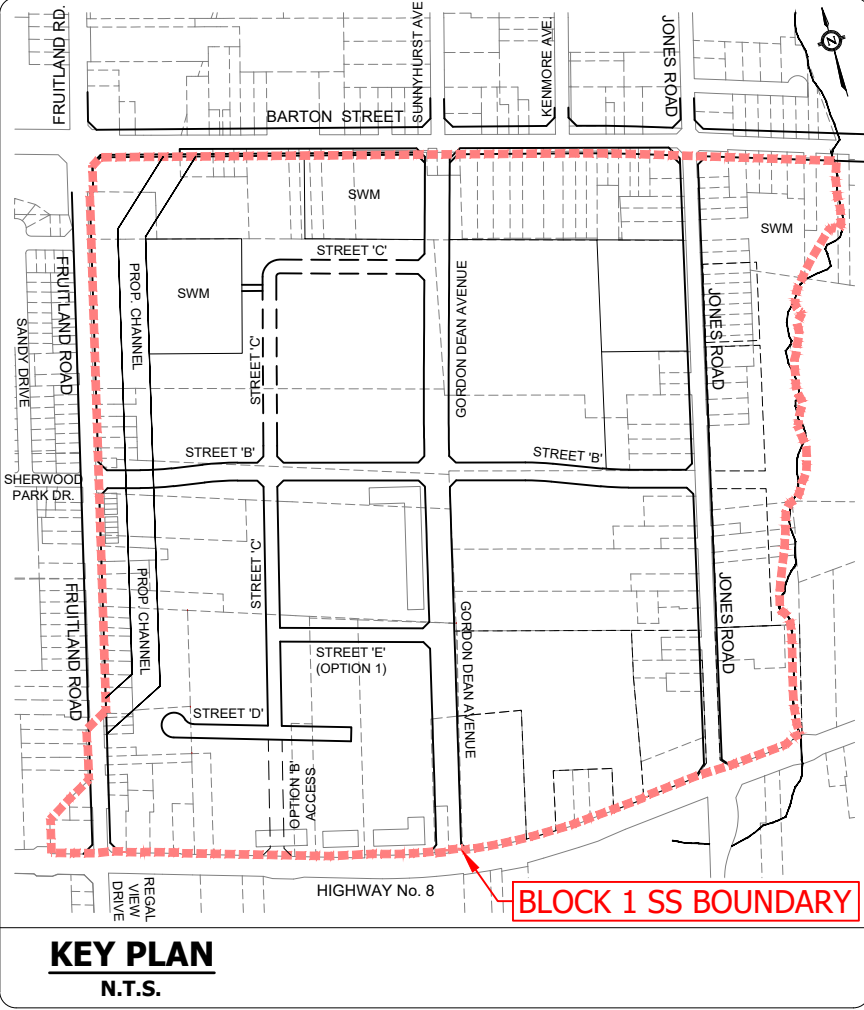 FRUITLAND RD.
SUNNYHURST AVE
KENMORE AVE.
JONES ROAD
Z
BARTON STREET
SWM
SWM
STREET 'C'
SWM
FRUITLAND ROAD
SANDY DRIVE
PROP. CHANNEL
STREET 'C'
GORDON DEAN AVENUE
JONES ROAD
STREET 'B'
STREET 'B'
SHERWOOD
PARK DR.
STREET 'C'
PROP. CHANNEL
FRUITLAND ROAD
GORDON DEAN AVENUE
JONES ROAD
STREET 'E'
(OPTION 1)
STREET 'D'
OPTION 'B'
ACCESS
REGAL
VIEW
DRIVE
HIGHWAY No. 8
BLOCK 1 SS BOUNDARY
KEY PLAN
N.T.S.